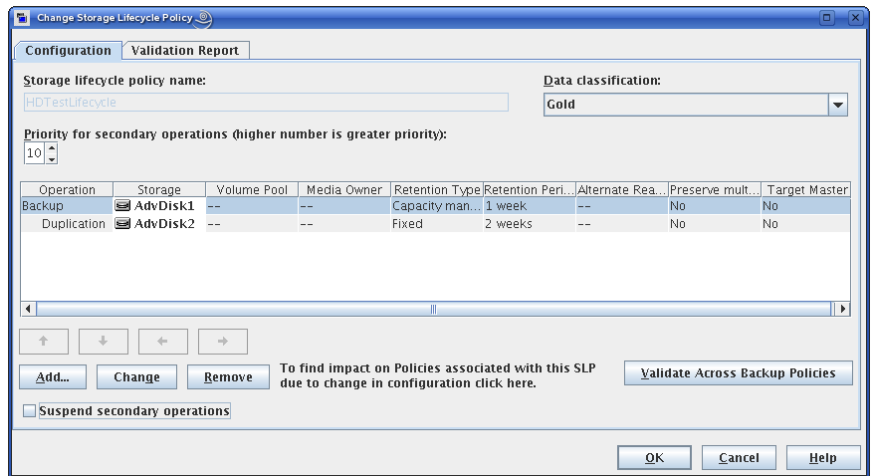 Change Storage Lifecycle Policy
Configuration Validation Report
Storage lifecycle policy name: Data classification:
HDTestLifecycle Gold
Priority for secondary operations (higher number is greater priority):
10
Operation Storage Volume Pool Media Owner Retention Type Retention Peri... Alternate Rea... Preserve mult... Target Master
Backup AdvDisk1 -- -- Capacity man... 1 week -- No No
Duplication AdvDisk2 -- -- Fixed 2 weeks -- No No
Add... Change Remove To find impact on Policies associated with this SLP
due to change in configuration click here. Validate Across Backup Policies
Suspend secondary operations
OK Cancel Help